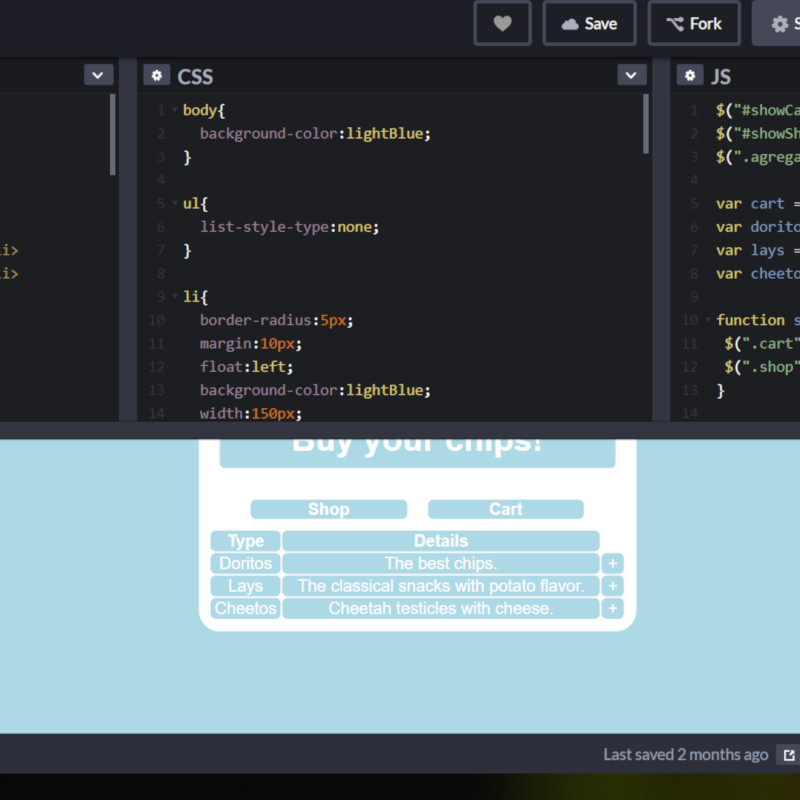 Save
Fork
CSS
JS
1 body{
2 background-color:lightBlue;
3 }
4
5 ul{
6 list-style-type:none;
7 }
8
9 li{
10 border-radius:5px;
11 margin:10px;
12 float:left;
13 background-color:lightBlue;
14 width:150px;
i>
i>
1 $("#showCa
2 $("#showSh
3 $(".agrega
4
5 var cart =
6 var dorito
7 var lays =
8 var cheeto
9
10 function s
11 $(".cart"
12 $(".shop"
13 }
14
Buy your chips!
Shop Cart
Type Details
Doritos The best chips. +
Lays The classical snacks with potato flavor. +
Cheetos Cheetah testicles with cheese. +
Last saved 2 months ago